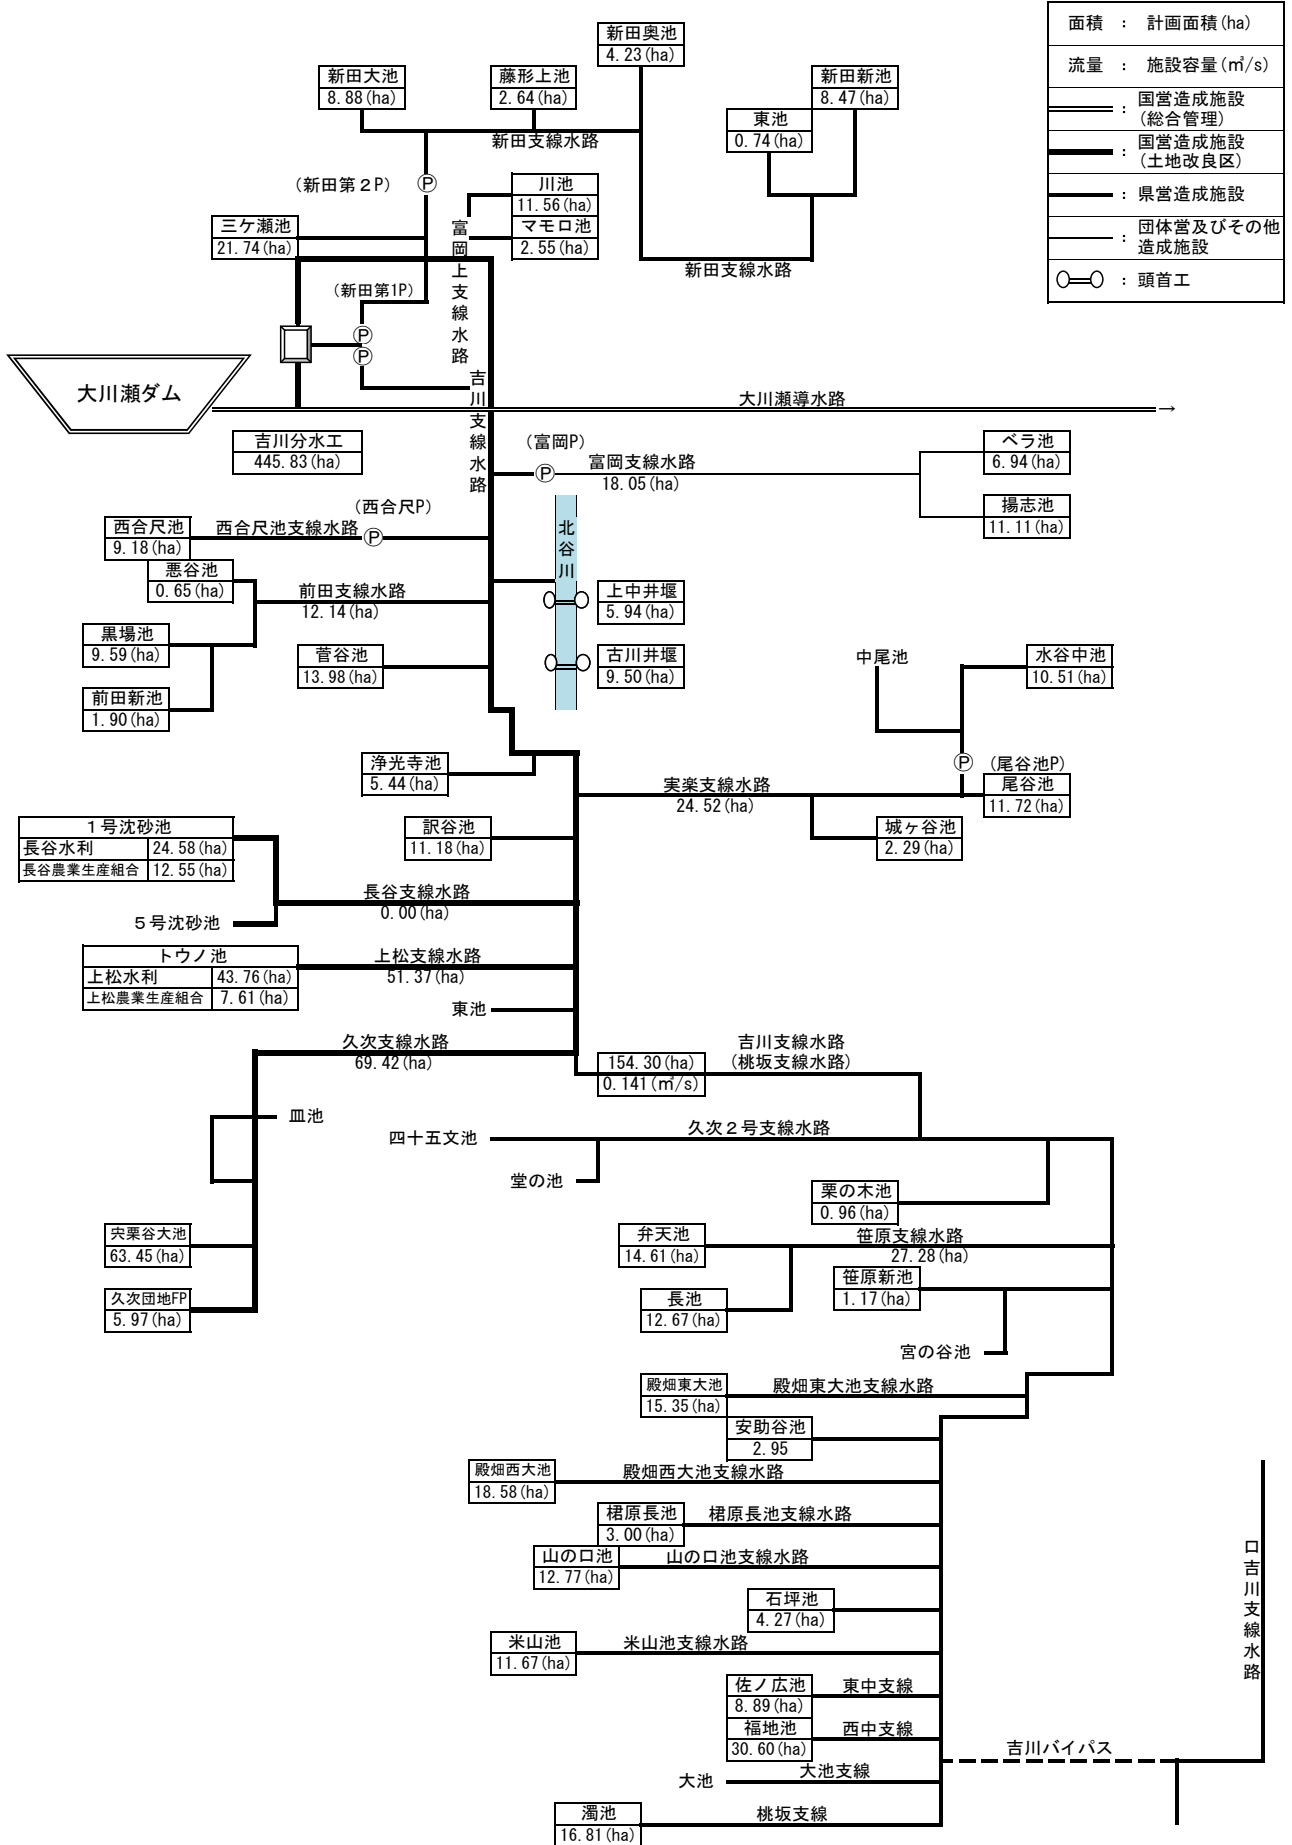 面積 ： 計画面積(ha)
流量 ： 施設容量(㎥/s)
： 国営造成施設
(総合管理)
： 国営造成施設
(土地改良区)
： 県営造成施設
： 団体営及びその他
造成施設
： 頭首工
新田奥池
4.23(ha)
新田大池
8.88(ha)
藤形上池
2.64(ha)
新田新池
8.47(ha)
東池
0.74(ha)
新田支線水路
(新田第２P)
P
川池
11.56(ha)
マモロ池
2.55(ha)
三ケ瀬池
21.74(ha)
富岡上支線水路
新田支線水路
(新田第1P)
P
P
大川瀬ダム
吉川支線水路
大川瀬導水路
→
吉川分水工
445.83(ha)
(富岡P)
P
富岡支線水路
18.05(ha)
ベラ池
6.94(ha)
揚志池
11.11(ha)
(西合尺P)
西合尺池
9.18(ha)
西合尺池支線水路
P
北谷川
悪谷池
0.65(ha)
前田支線水路
12.14(ha)
上中井堰
5.94(ha)
黒場池
9.59(ha)
菅谷池
13.98(ha)
古川井堰
9.50(ha)
前田新池
1.90(ha)
中尾池
水谷中池
10.51(ha)
浄光寺池
5.44(ha)
P
(尾谷池P)
実楽支線水路
24.52(ha)
尾谷池
11.72(ha)
１号沈砂池
長谷水利 24.58(ha)
長谷農業生産組合 12.55(ha)
訳谷池
11.18(ha)
城ヶ谷池
2.29(ha)
長谷支線水路
0.00(ha)
５号沈砂池
トウノ池
上松水利 43.76(ha)
上松農業生産組合 7.61(ha)
上松支線水路
51.37(ha)
東池
久次支線水路
69.42(ha)
吉川支線水路
(桃坂支線水路)
154.30(ha)
0.141(㎥/s)
皿池
四十五文池
久次２号支線水路
堂の池
栗の木池
0.96(ha)
宍栗谷大池
63.45(ha)
弁天池
14.61(ha)
笹原支線水路
27.28(ha)
久次団地FP
5.97(ha)
長池
12.67(ha)
笹原新池
1.17(ha)
宮の谷池
殿畑東大池
15.35(ha)
殿畑東大池支線水路
安助谷池
2.95
殿畑西大池
18.58(ha)
殿畑西大池支線水路
桾原長池
3.00(ha)
桾原長池支線水路
山の口池
12.77(ha)
山の口池支線水路
石坪池
4.27(ha)
口吉川支線水路
米山池
11.67(ha)
米山池支線水路
佐ノ広池
8.89(ha)
東中支線
福地池
30.60(ha)
西中支線
吉川バイパス
大池
大池支線
濁池
16.81(ha)
桃坂支線